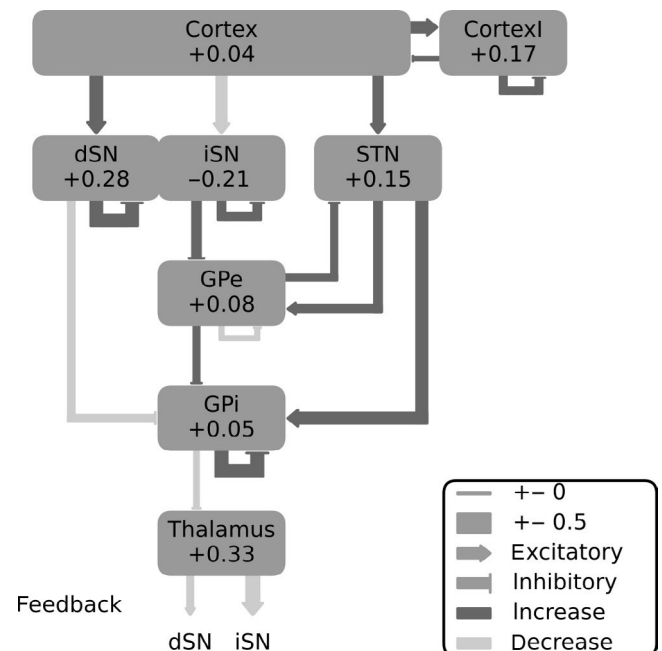 Cortex
+0.04
CortexI
+0.17
dSN
+0.28
iSN
−0.21
STN
+0.15
GPe
+0.08
GPi
+0.05
Thalamus
+0.33
Feedback
dSN
iSN
+− 0
+− 0.5
Excitatory
Inhibitory
Increase
Decrease